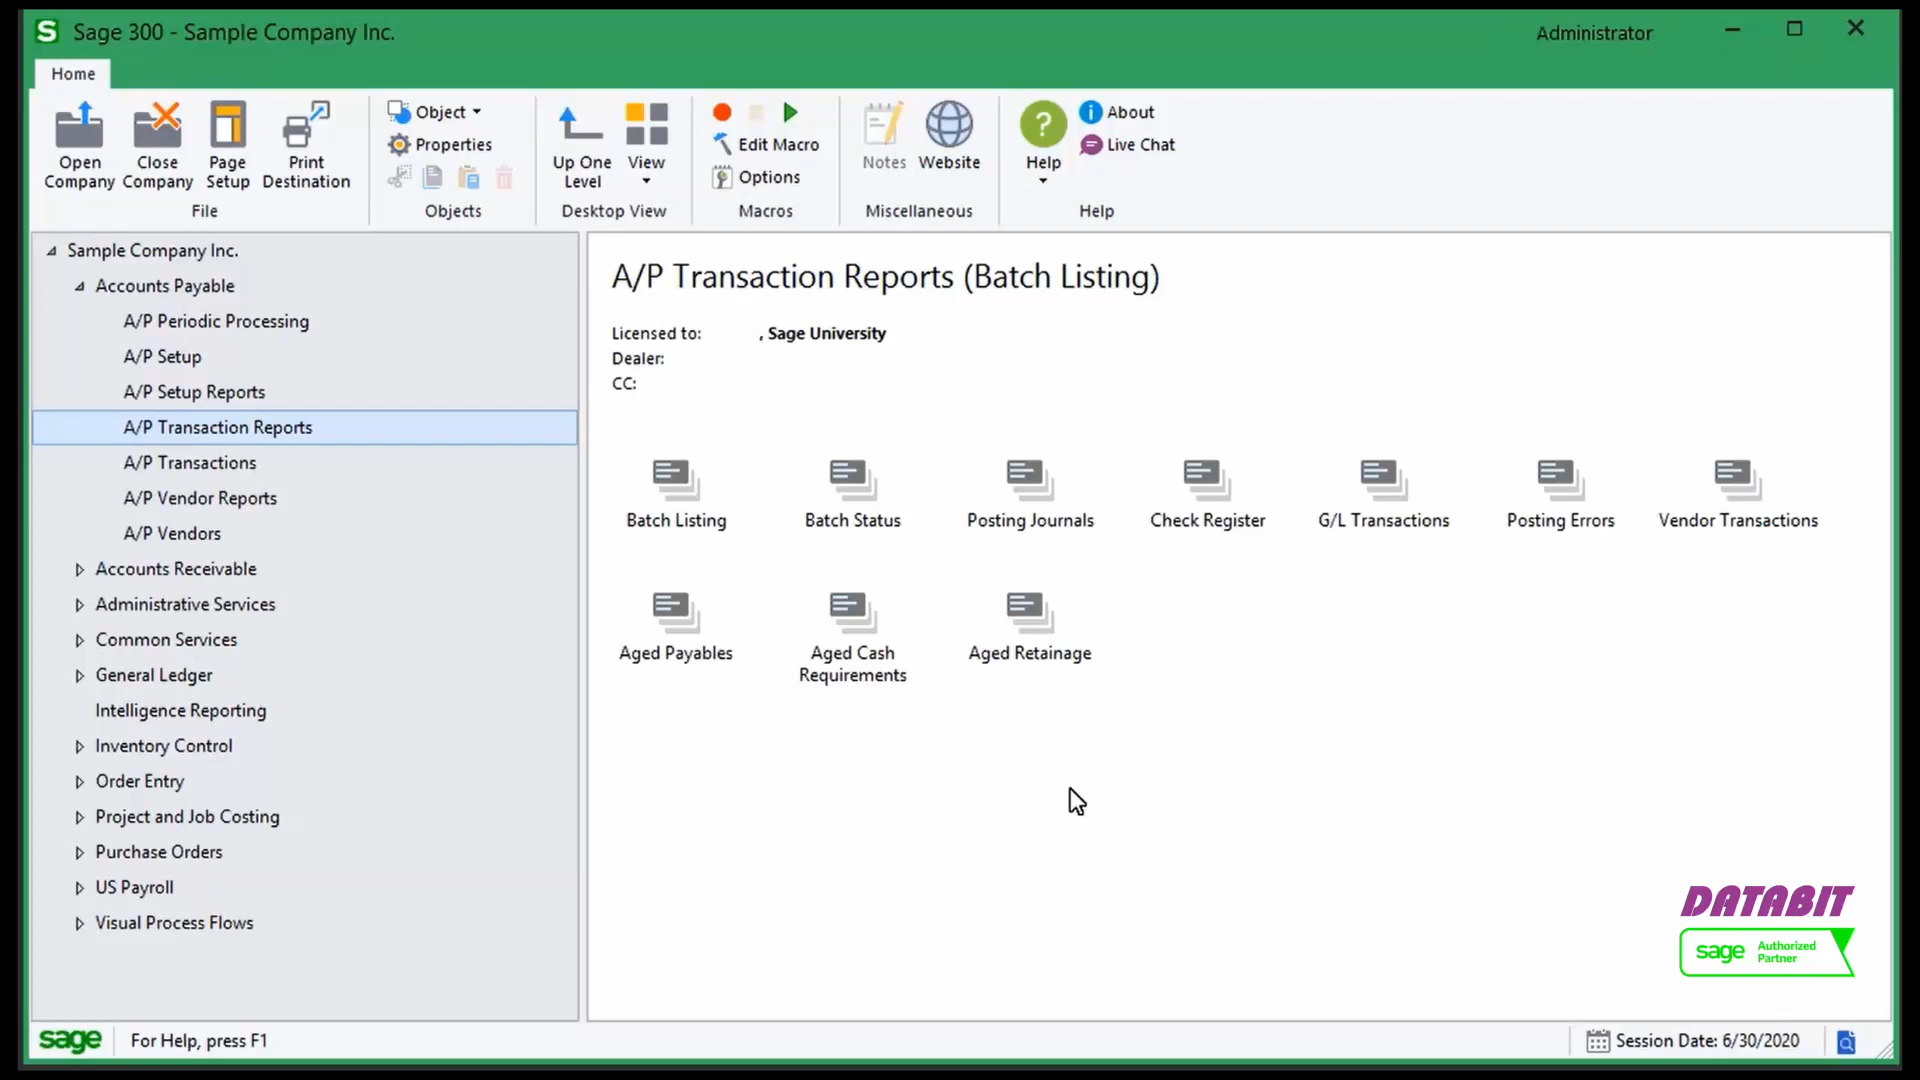 S Sage 300 - Sample Company Inc.
Administrator
Home
Open Company
Close Company
Page Setup
Print Destination
File
Object
Properties
Objects
Up One Level
View
Desktop View
Edit Macro
Options
Macros
Notes
Website
Miscellaneous
? Help
i About
Live Chat
Help
Sample Company Inc.
Accounts Payable
A/P Periodic Processing
A/P Setup
A/P Setup Reports
A/P Transaction Reports
A/P Transactions
A/P Vendor Reports
A/P Vendors
Accounts Receivable
Administrative Services
Common Services
General Ledger
Intelligence Reporting
Inventory Control
Order Entry
Project and Job Costing
Purchase Orders
US Payroll
Visual Process Flows
A/P Transaction Reports (Batch Listing)
Licensed to: , Sage University
Dealer:
CC:
Batch Listing
Batch Status
Posting Journals
Check Register
G/L Transactions
Posting Errors
Vendor Transactions
Aged Payables
Aged Cash
Requirements
Aged Retainage
DATABIT
sage Authorized
Partner
sage
For Help, press F1
Session Date: 6/30/2020